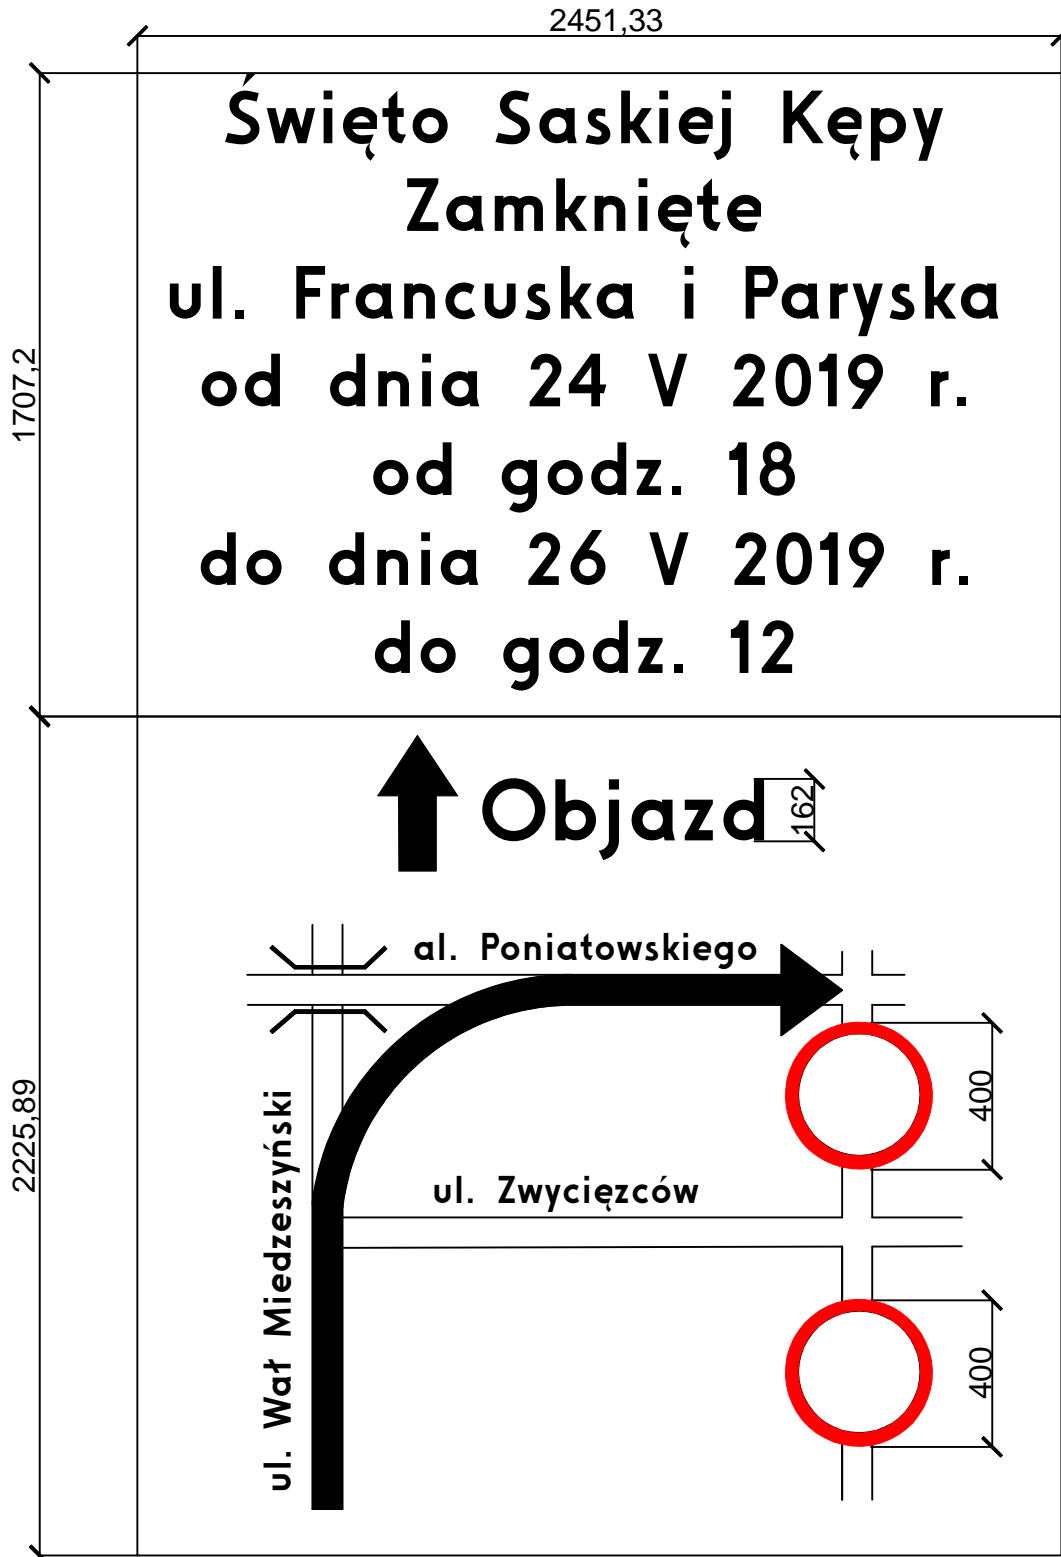 2451,33
Święto Saskiej Kępy
Zamknięte
ul. Francuska i Paryska
od dnia 24 V 2019 r.
od godz. 18
do dnia 26 V 2019 r.
do godz. 12
1707,2
Objazd
162
al. Poniatowskiego
400
ul. Zwycięzców
ul. Wał Miedzeszyński
400
2225,89